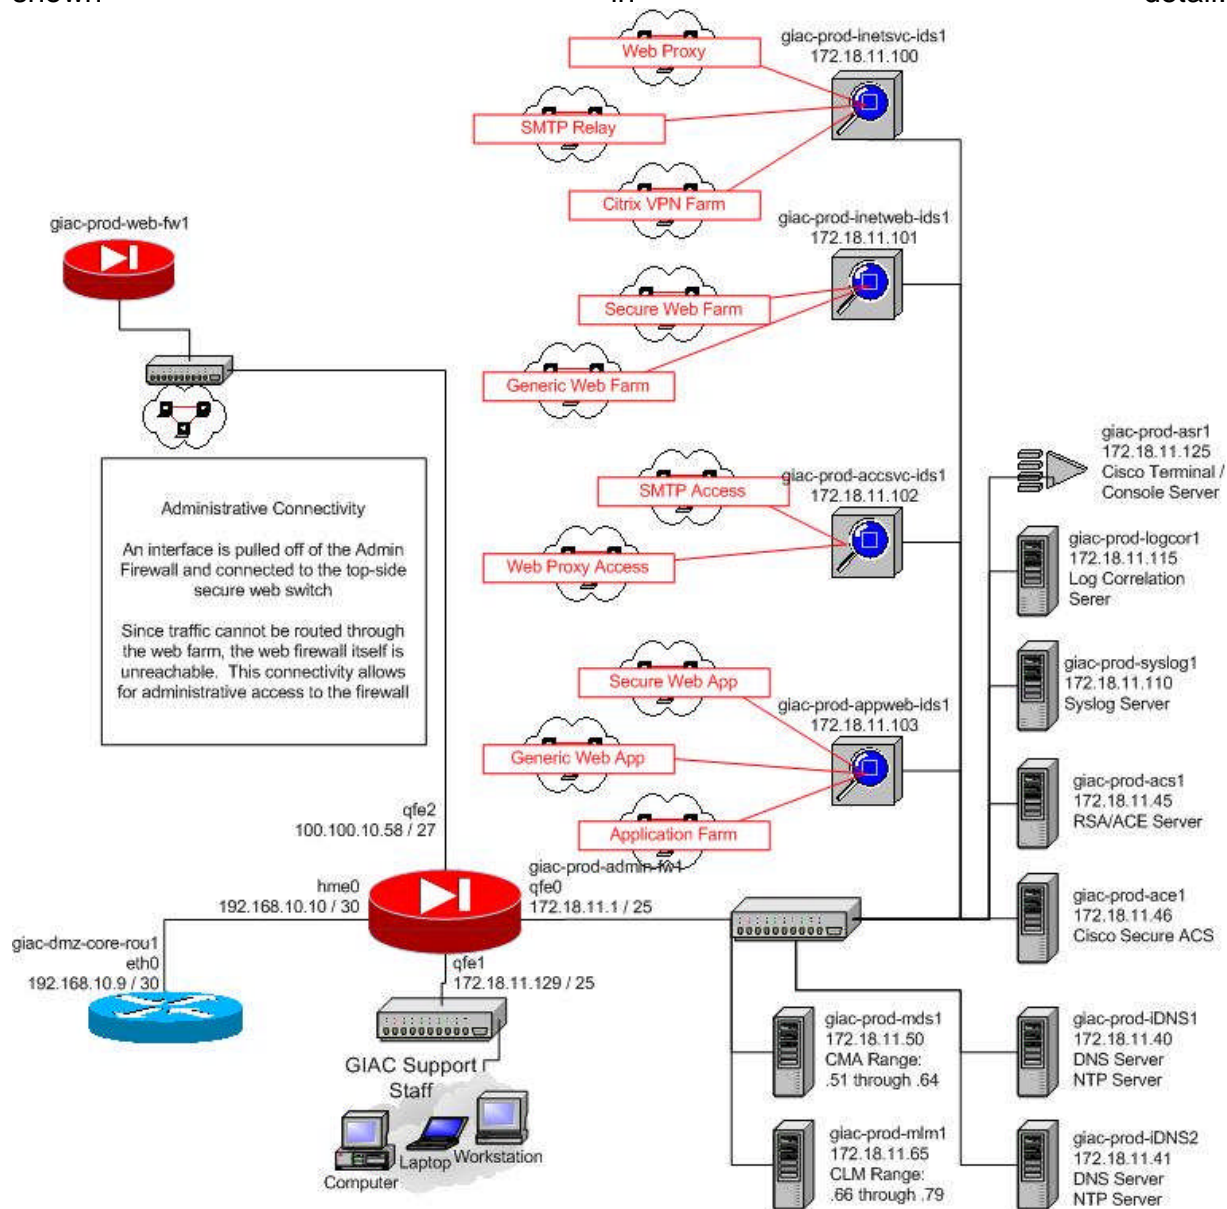 shown in detail.
Web Proxy
giac-prod-inetsvc-ids1
172.18.11.100
SMTP Relay
Citrix VPN Farm
giac-prod-inetweb-ids1
172.18.11.101
giac-prod-web-fw1
Secure Web Farm
Generic Web Farm
Administrative Connectivity
An interface is pulled off of the Admin
Firewall and connected to the top-side
secure web switch
Since traffic cannot be routed through
the web farm, the web firewall itself is
unreachable. This connectivity allows
for administrative access to the firewall
SMTP Access
giac-prod-accsvc-ids1
172.18.11.102
Web Proxy Access
Secure Web App
giac-prod-appweb-ids1
172.18.11.103
Generic Web App
Application Farm
giac-prod-asr1
172.18.11.125
Cisco Terminal /
Console Server
giac-prod-logcor1
172.18.11.115
Log Correlation
Serer
giac-prod-syslog1
172.18.11.110
Syslog Server
giac-prod-acs1
172.18.11.45
RSA/ACE Server
giac-prod-ace1
172.18.11.46
Cisco Secure ACS
qfe2
100.100.10.58 / 27
hme0
192.168.10.10 / 30
giac-prod-admin-fw1
qfe0
172.18.11.1 / 25
giac-dmz-core-rou1
eth0
192.168.10.9 / 30
qfe1
172.18.11.129 / 25
GIAC Support
Staff
Computer
Laptop
Workstation
giac-prod-mds1
172.18.11.50
CMA Range:
.51 through .64
giac-prod-iDNS1
172.18.11.40
DNS Server
NTP Server
giac-prod-mlm1
172.18.11.65
CLM Range:
.66 through .79
giac-prod-iDNS2
172.18.11.41
DNS Server
NTP Server